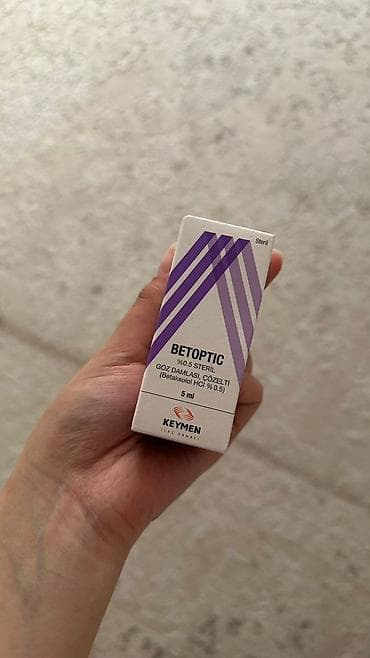 Steril
BETOPTIC
%0.5 STERİL
GÖZ DAMLASI, ÇÖZELTİ
(Betaksolol HCl %0.5)
5 ml
KEYMEN
İLAÇ SANAYİ